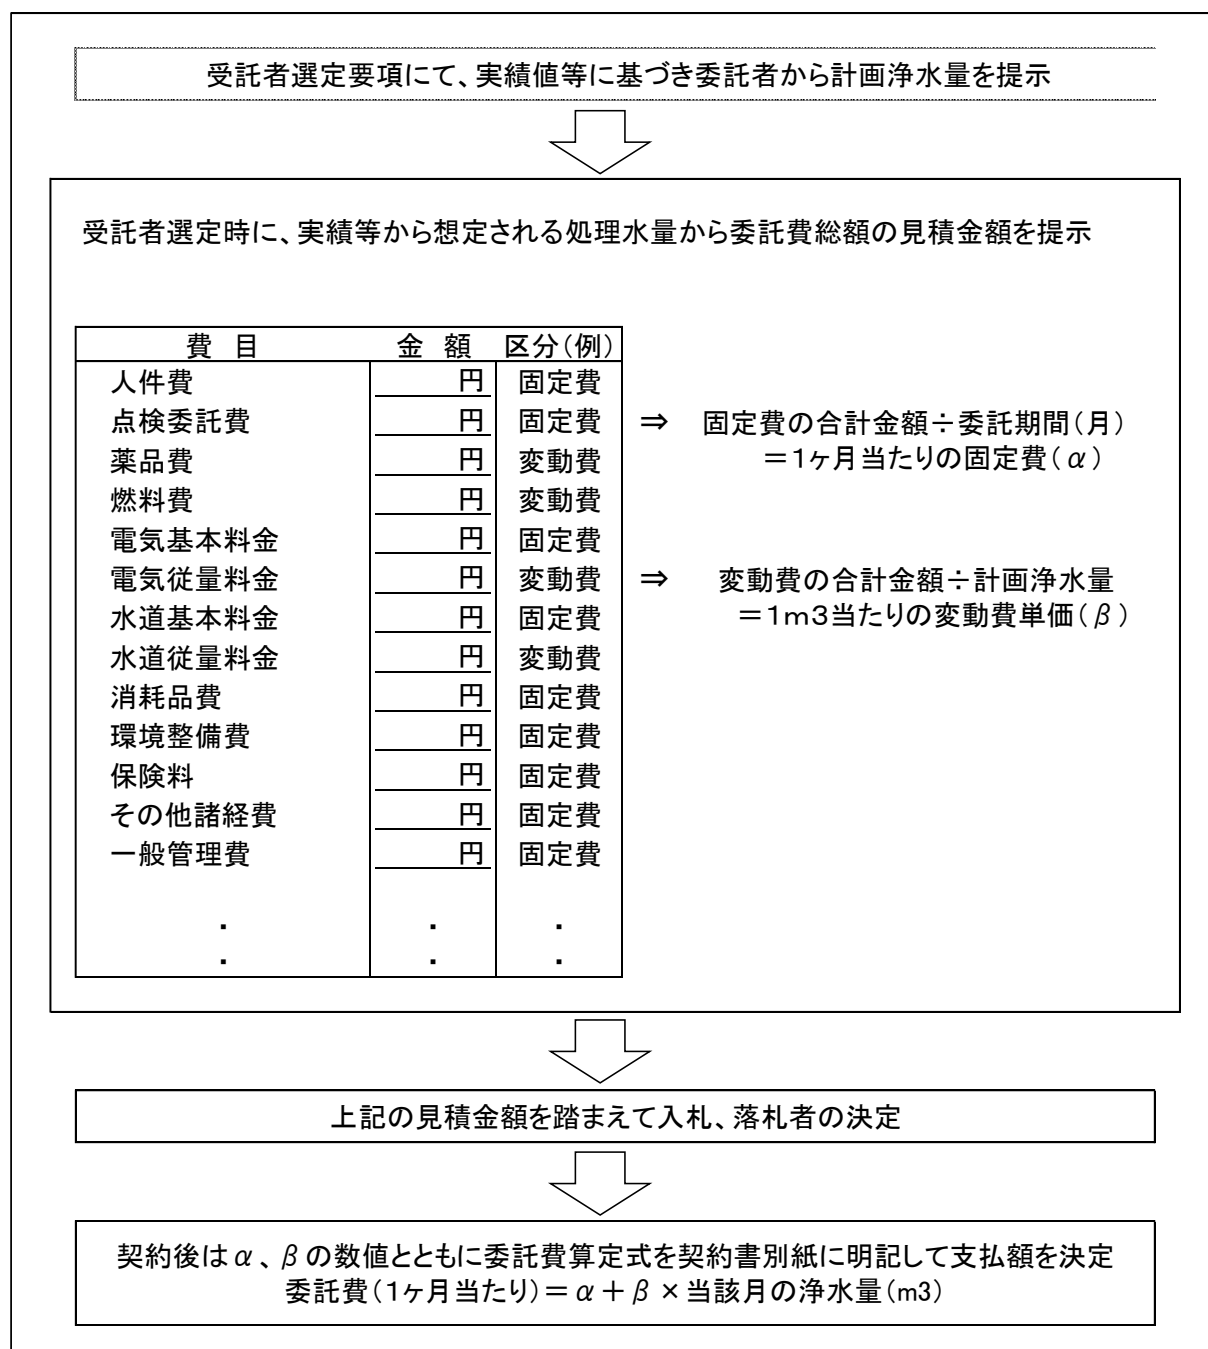 受託者選定要項にて、実績値等に基づき委託者から計画浄水量を提示
受託者選定時に、実績等から想定される処理水量から委託費総額の見積金額を提示
費 目 金 額 区分(例)
人件費 円 固定費
点検委託費 円 固定費 ⇒ 固定費の合計金額÷委託期間(月)
薬品費 円 変動費 =1ヶ月当たりの固定費(α)
燃料費 円 変動費
電気基本料金 円 固定費
電気従量料金 円 変動費 ⇒ 変動費の合計金額÷計画浄水量
水道基本料金 円 固定費 =1m3当たりの変動費単価(β)
水道従量料金 円 変動費
消耗品費 円 固定費
環境整備費 円 固定費
保険料 円 固定費
その他諸経費 円 固定費
一般管理費 円 固定費
・ ・ ・
・ ・ ・
上記の見積金額を踏まえて入札、落札者の決定
契約後はα、βの数値とともに委託費算定式を契約書別紙に明記して支払額を決定
委託費(1ヶ月当たり)=α+β×当該月の浄水量(m3)